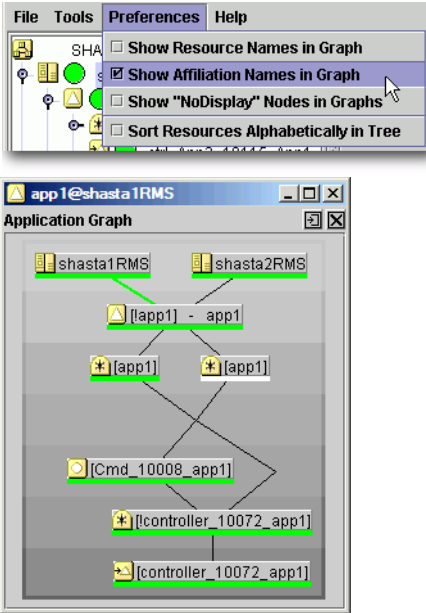 File Tools Preferences Help
SHA
Show Resource Names in Graph
Show Affiliation Names in Graph
Show "NoDisplay" Nodes in Graphs
Sort Resources Alphabetically in Tree
app1@shasta1RMS
Application Graph
shasta1RMS shasta2RMS
[!app1] - app1
[app1] [app1]
[Cmd_10008_app1]
[!controller_10072_app1]
[controller_10072_app1]